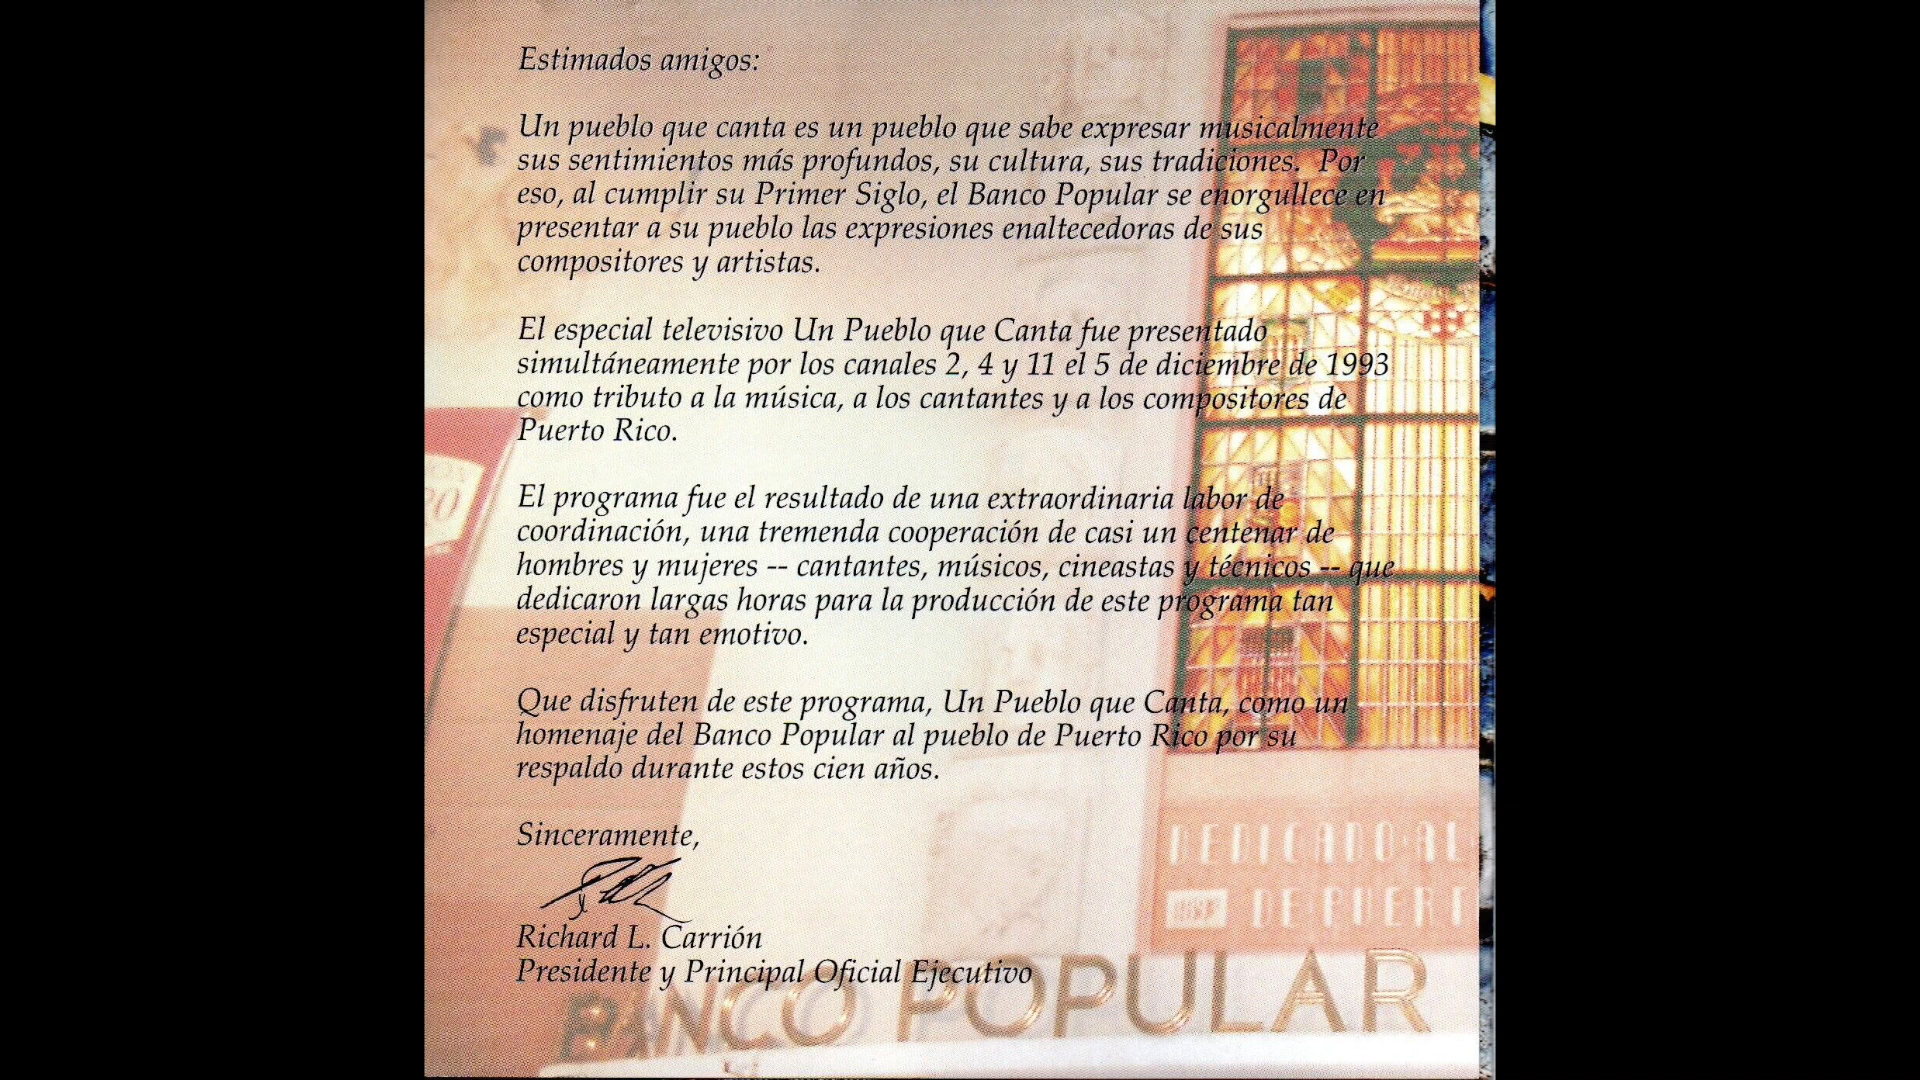 Estimados amigos:
Un pueblo que canta es un pueblo que sabe expresar musicalmente
sus sentimientos más profundos, su cultura, sus tradiciones. Por
eso, al cumplir su Primer Siglo, el Banco Popular se enorgullece en
presentar a su pueblo las expresiones enaltecedoras de sus
compositores y artistas.
El especial televisivo Un Pueblo que Canta fue presentado
simultáneamente por los canales 2, 4 y 11 el 5 de diciembre de 1993
como tributo a la música, a los cantantes y a los compositores de
Puerto Rico.
El programa fue el resultado de una extraordinaria labor de
coordinación, una tremenda cooperación de casi un centenar de
hombres y mujeres -- cantantes, músicos, cineastas y técnicos -- que
dedicaron largas horas para la producción de este programa tan
especial y tan emotivo.
Que disfruten de este programa, Un Pueblo que Canta, como un
homenaje del Banco Popular al pueblo de Puerto Rico por su
respaldo durante estos cien años.
Sinceramente,
Richard L. Carrión
Presidente y Principal Oficial Ejecutivo
DEDICADO AL
DE PUERT
BANCO POPULAR